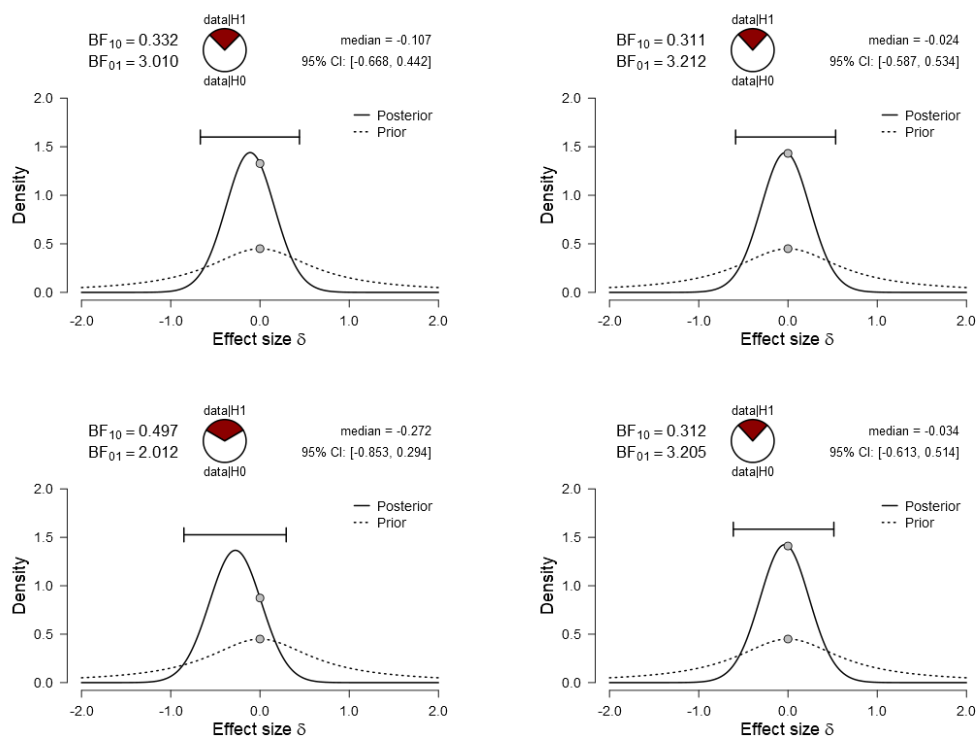 data|H1
BF10 = 0.332
BF01 = 3.010
data|H0
median = -0.107
95% CI: [-0.668, 0.442]
Posterior
Prior
Density
2.0
1.5
1.0
0.5
0.0
-2.0 -1.0 0.0 1.0 2.0
Effect size δ
data|H1
BF10 = 0.311
BF01 = 3.212
data|H0
median = -0.024
95% CI: [-0.587, 0.534]
Posterior
Prior
Density
2.0
1.5
1.0
0.5
0.0
-2.0 -1.0 0.0 1.0 2.0
Effect size δ
data|H1
BF10 = 0.497
BF01 = 2.012
data|H0
median = -0.272
95% CI: [-0.853, 0.294]
Posterior
Prior
Density
2.0
1.5
1.0
0.5
0.0
-2.0 -1.0 0.0 1.0 2.0
Effect size δ
data|H1
BF10 = 0.312
BF01 = 3.205
data|H0
median = -0.034
95% CI: [-0.613, 0.514]
Posterior
Prior
Density
2.0
1.5
1.0
0.5
0.0
-2.0 -1.0 0.0 1.0 2.0
Effect size δ